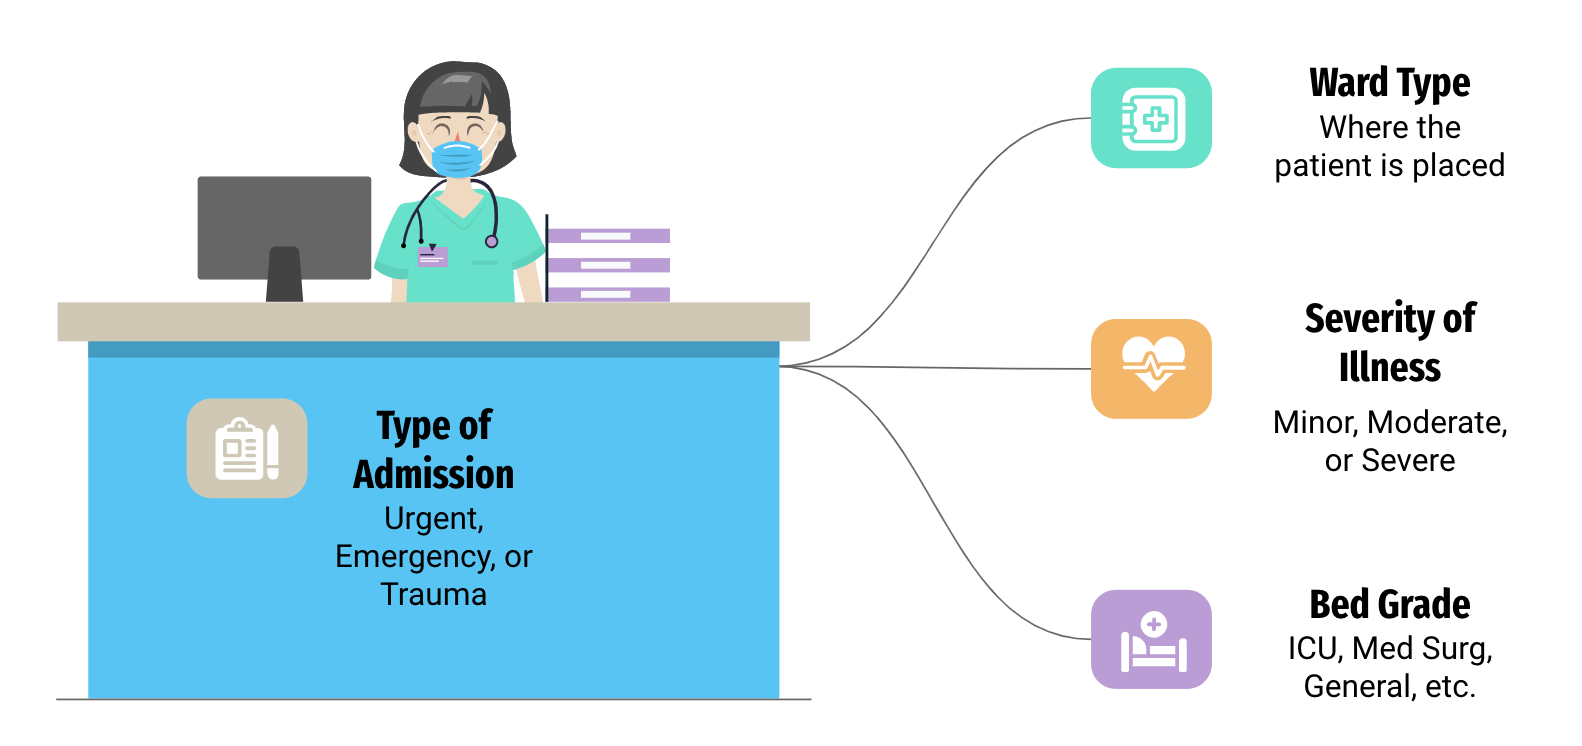 Type of
Admission
Urgent,
Emergency, or
Trauma
Ward Type
Where the
patient is placed
Severity of
Illness
Minor, Moderate,
or Severe
Bed Grade
ICU, Med Surg,
General, etc.